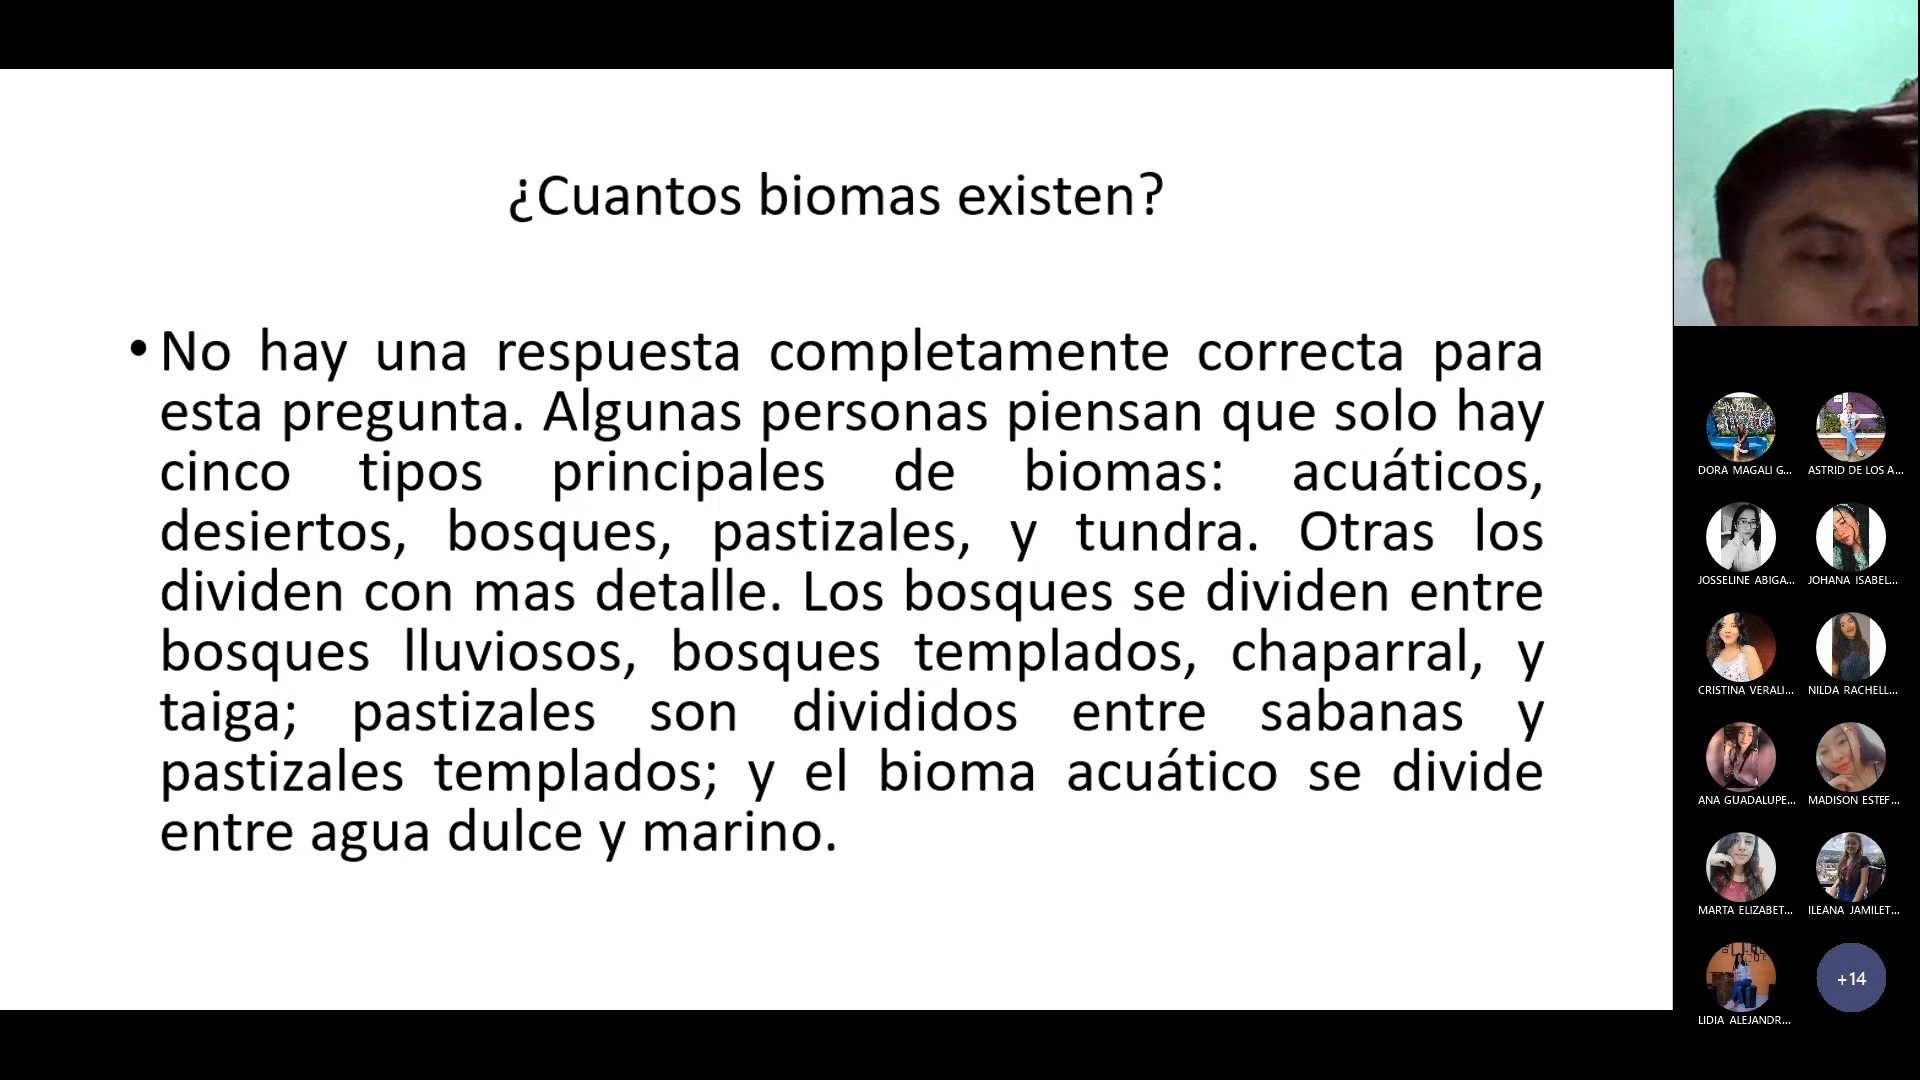 ¿Cuantos biomas existen?
• No hay una respuesta completamente correcta para
esta pregunta. Algunas personas piensan que solo hay
cinco tipos principales de biomas: acuáticos,
desiertos, bosques, pastizales, y tundra. Otras los
dividen con mas detalle. Los bosques se dividen entre
bosques lluviosos, bosques templados, chaparral, y
taiga; pastizales son divididos entre sabanas y
pastizales templados; y el bioma acuático se divide
entre agua dulce y marino.
DORA MAGALI G...
ASTRID DE LOS A...
JOSSELINE ABIGA...
JOHANA ISABEL...
CRISTINA VERALI...
NILDA RACHELL...
ANA GUADALUPE...
MADISON ESTEF...
MARTA ELIZABET...
ILEANA JAMILET...
LIDIA ALEJANDR...
+14